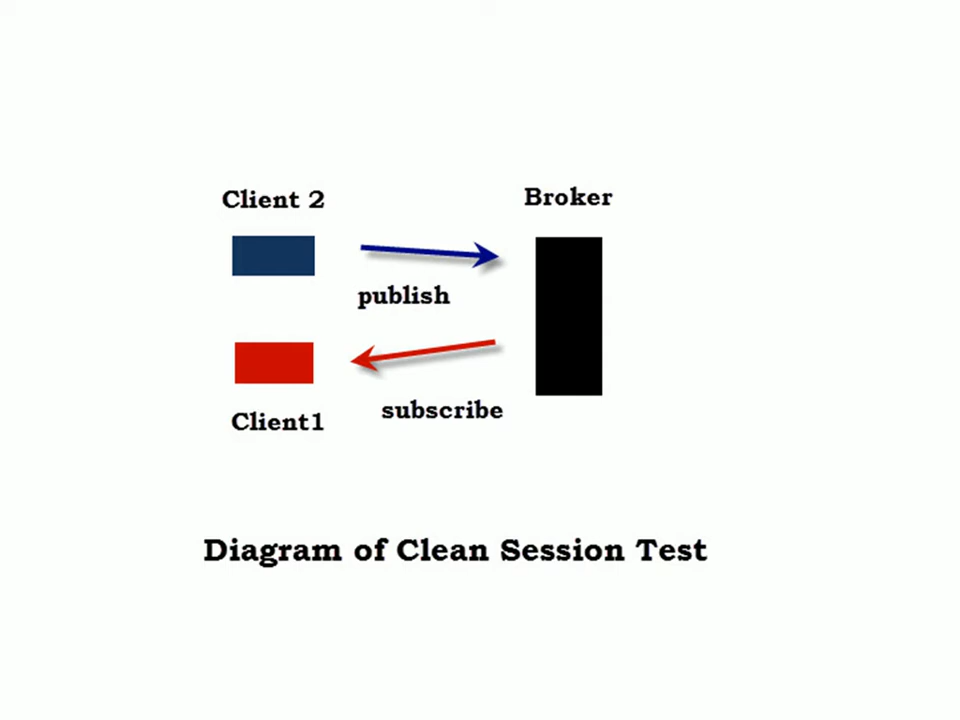 Client 2
Broker
publish
subscribe
Client1
Diagram of Clean Session Test